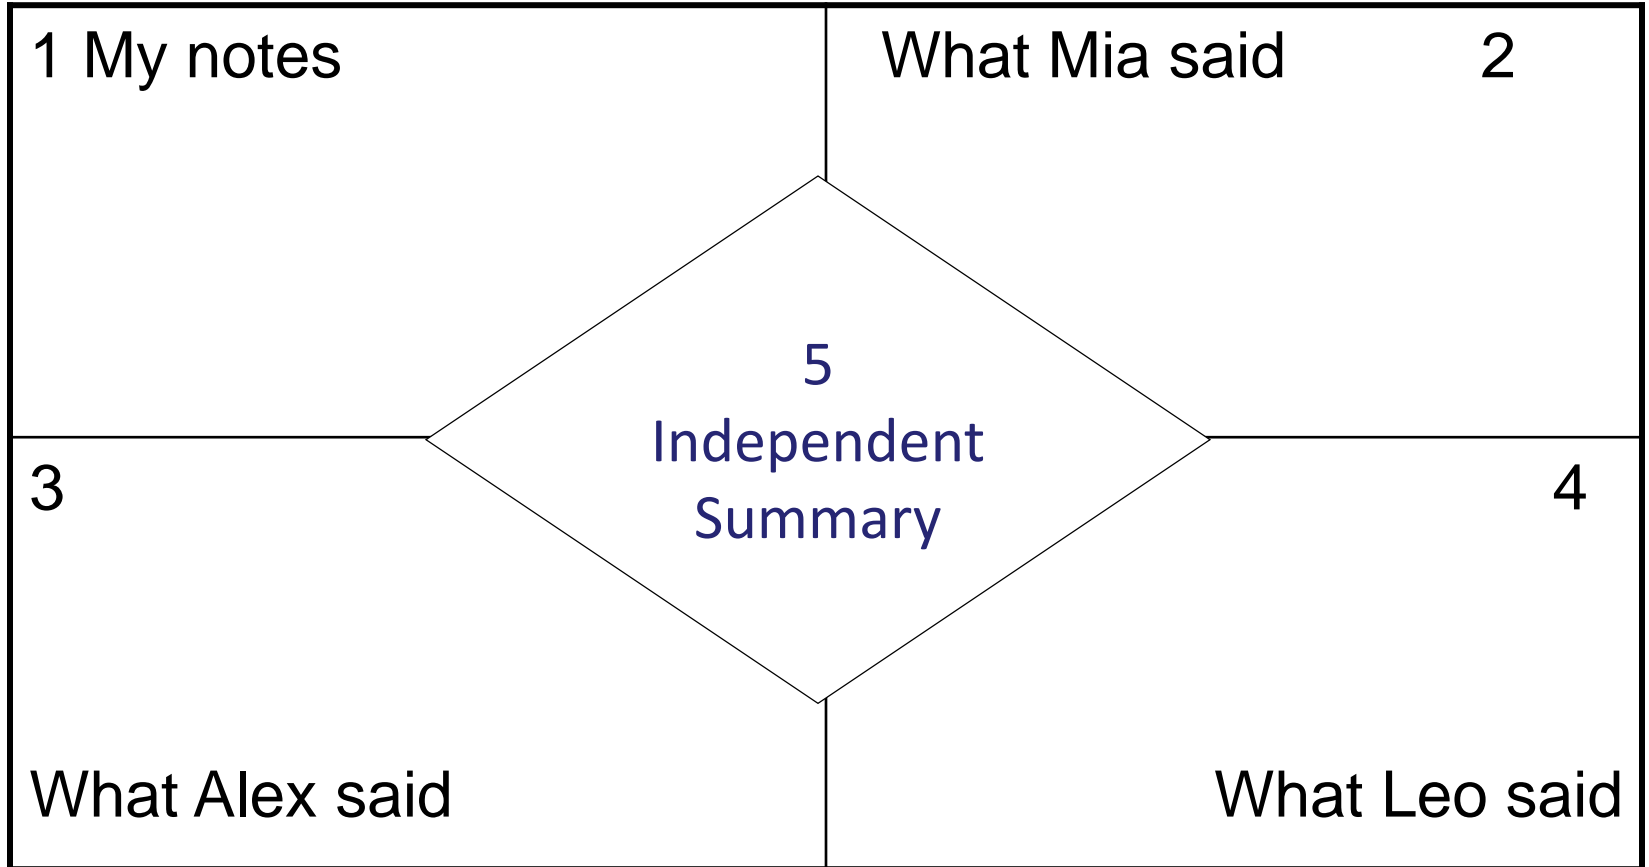 1 My notes
What Mia said 2
5
Independent
Summary
3
4
What Alex said
What Leo said